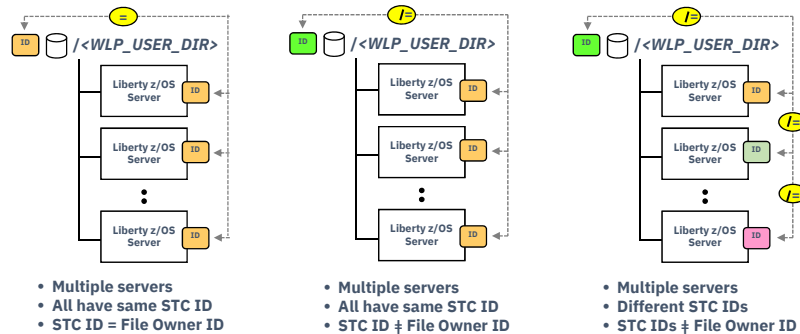 =
ID
/<WLP_USER_DIR>
Liberty z/OS
Server
ID
Liberty z/OS
Server
ID
:
Liberty z/OS
Server
ID
• Multiple servers
• All have same STC ID
• STC ID = File Owner ID
/=
ID
/<WLP_USER_DIR>
Liberty z/OS
Server
ID
Liberty z/OS
Server
ID
:
Liberty z/OS
Server
ID
• Multiple servers
• All have same STC ID
• STC ID ǂ File Owner ID
/=
ID
/<WLP_USER_DIR>
Liberty z/OS
Server
ID
/=
Liberty z/OS
Server
ID
:
/=
Liberty z/OS
Server
ID
• Multiple servers
• Different STC IDs
• STC IDs ǂ File Owner ID